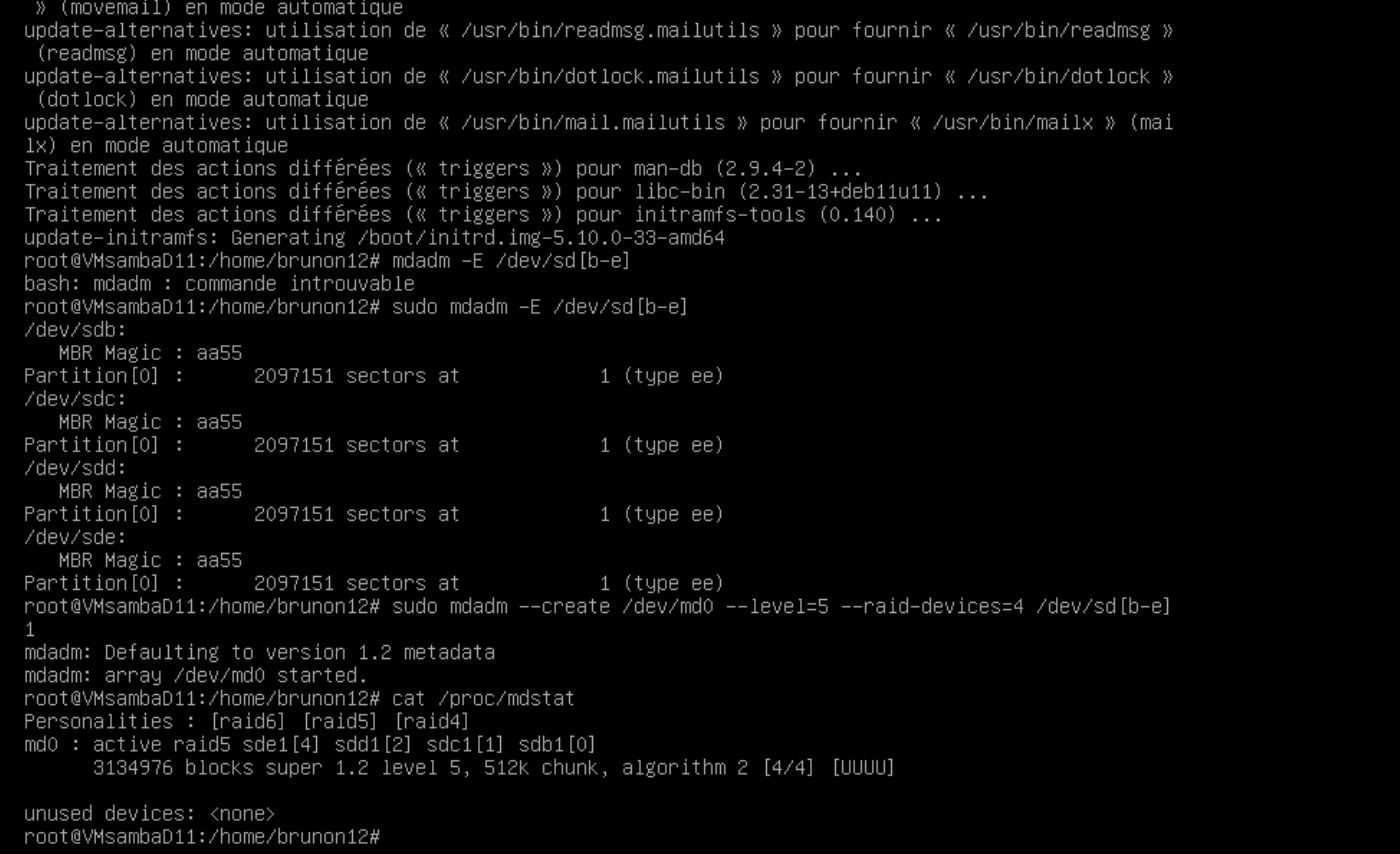 » (movemail) en mode automatique
update-alternatives: utilisation de « /usr/bin/readmsg.mailutils » pour fournir « /usr/bin/readmsg »
(readmsg) en mode automatique
update-alternatives: utilisation de « /usr/bin/dotlock.mailutils » pour fournir « /usr/bin/dotlock »
(dotlock) en mode automatique
update-alternatives: utilisation de « /usr/bin/mail.mailutils » pour fournir « /usr/bin/mailx » (mai
lx) en mode automatique
Traitement des actions différées (« triggers ») pour man-db (2.9.4-2) ...
Traitement des actions différées (« triggers ») pour libc-bin (2.31-13+deb11u11) ...
Traitement des actions différées (« triggers ») pour initramfs-tools (0.140) ...
update-initramfs: Generating /boot/initrd.img-5.10.0-33-amd64
root@VMsambaD11:/home/brunon12# mdadm -E /dev/sd[b-e]
bash: mdadm : commande introuvable
root@VMsambaD11:/home/brunon12# sudo mdadm -E /dev/sd[b-e]
/dev/sdb:
MBR Magic : aa55
Partition[0] : 2097151 sectors at 1 (type ee)
/dev/sdc:
MBR Magic : aa55
Partition[0] : 2097151 sectors at 1 (type ee)
/dev/sdd:
MBR Magic : aa55
Partition[0] : 2097151 sectors at 1 (type ee)
/dev/sde:
MBR Magic : aa55
Partition[0] : 2097151 sectors at 1 (type ee)
root@VMsambaD11:/home/brunon12# sudo mdadm --create /dev/md0 --level=5 --raid-devices=4 /dev/sd[b-e]
1
mdadm: Defaulting to version 1.2 metadata
mdadm: array /dev/md0 started.
root@VMsambaD11:/home/brunon12# cat /proc/mdstat
Personalities : [raid6] [raid5] [raid4]
md0 : active raid5 sde1[4] sdd1[2] sdc1[1] sdb1[0]
3134976 blocks super 1.2 level 5, 512k chunk, algorithm 2 [4/4] [UUUU]
unused devices: <none>
root@VMsambaD11:/home/brunon12#